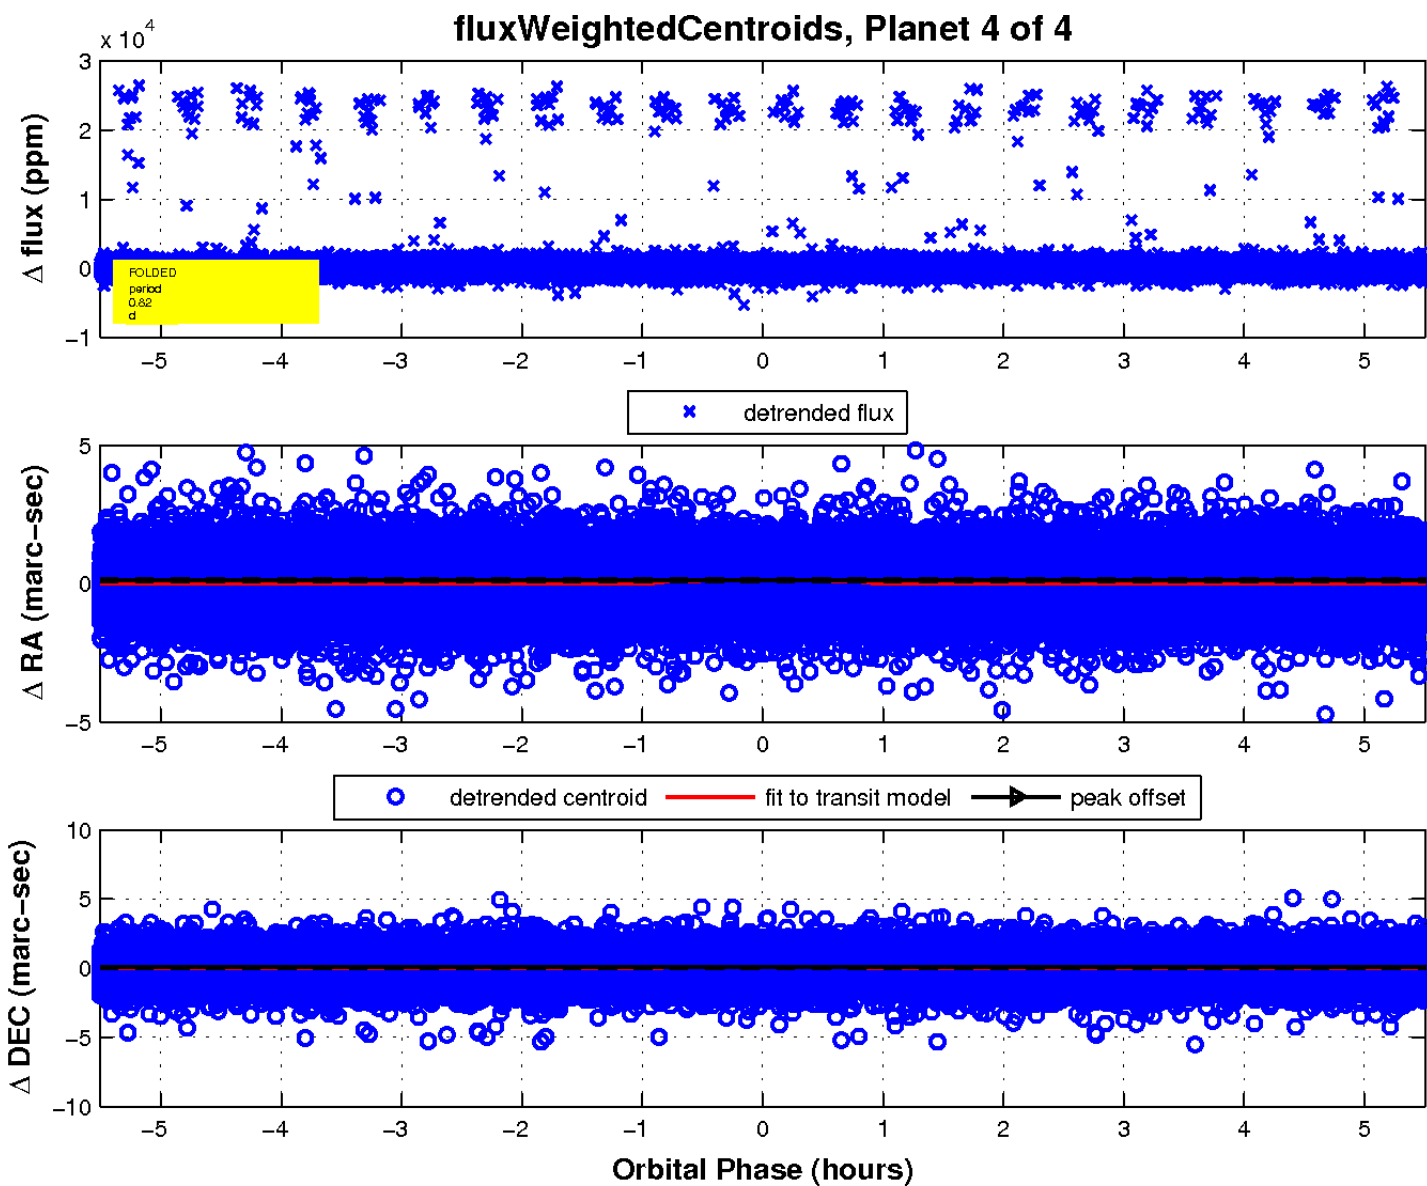 fluxWeightedCentroids, Planet 4 of 4
x 10^4
Δ flux (ppm)
3
2
1
0
−1
FOLDED
period
0.82
d
−5 −4 −3 −2 −1 0 1 2 3 4 5
detrended flux
Δ RA (marc−sec)
5
0
−5
−5 −4 −3 −2 −1 0 1 2 3 4 5
detrended centroid fit to transit model peak offset
Δ DEC (marc−sec)
10
5
0
−5
−10
−5 −4 −3 −2 −1 0 1 2 3 4 5
Orbital Phase (hours)